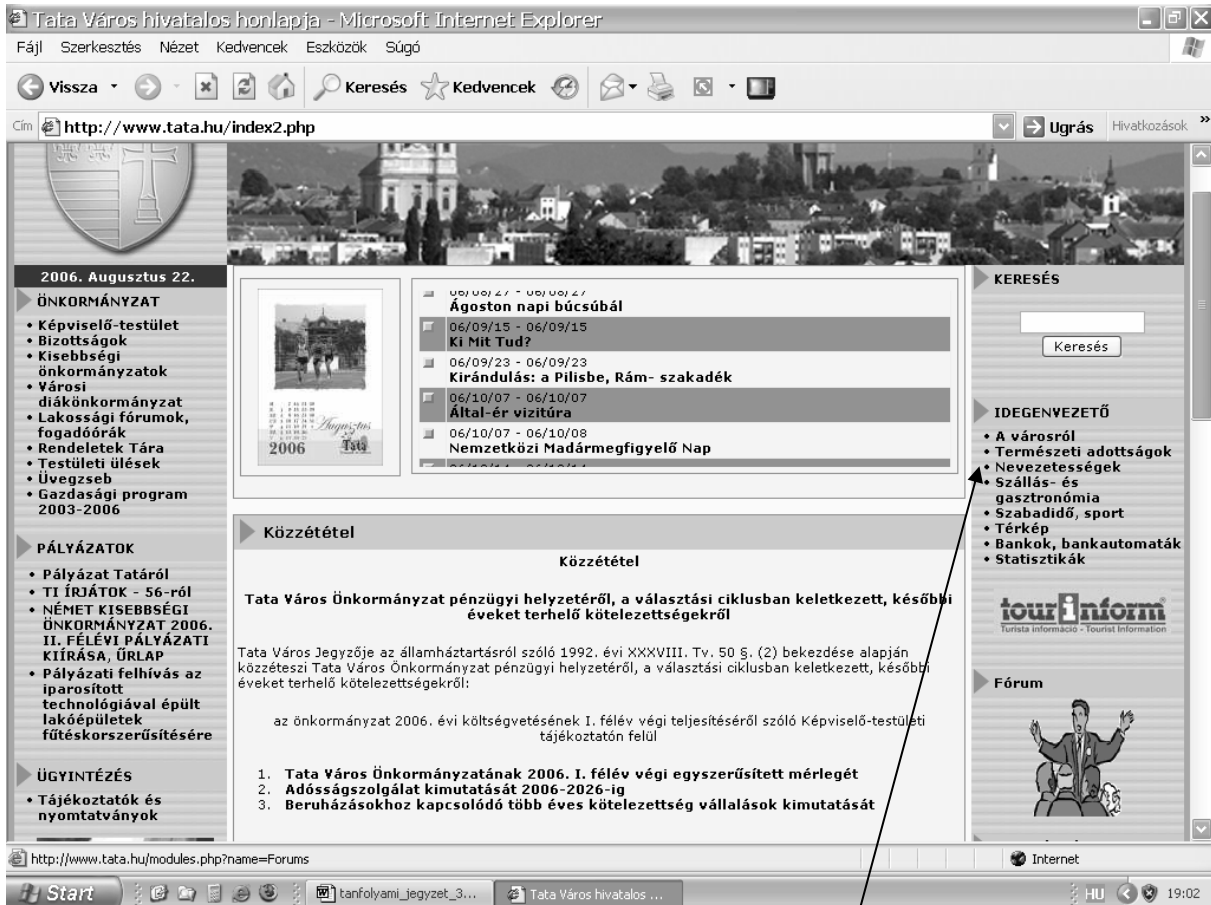 Tata Város hivatalos honlapja - Microsoft Internet Explorer
Fájl Szerkesztés Nézet Kedvencek Eszközök Súgó
Vissza Keresés Kedvencek
Cím http://www.tata.hu/index2.php Ugrás Hivatkozások »
2006. Augusztus 22.
ÖNKORMÁNYZAT
• Képviselő-testület
• Bizottságok
• Kisebbségi
önkormányzatok
• Városi
diákönkormányzat
• Lakossági fórumok,
fogadóórák
• Rendeletek Tára
• Testületi ülések
• Üvegzseb
• Gazdasági program
2003-2006
PÁLYÁZATOK
• Pályázat Tatáról
• TI ÍRJÁTOK - 56-ról
• NÉMET KISEBBSÉGI
ÖNKORMÁNYZAT 2006.
II. FÉLÉVI PÁLYÁZATI
KIÍRÁSA, ŰRLAP
• Pályázati felhívás az
iparosított
technológiával épült
lakóépületek
fűtéskorszerűsítésére
ÜGYINTÉZÉS
• Tájékoztatók és
nyomtatványok
Augusztus
2006 Tata
06/08/27 - 06/08/27
Ágoston napi búcsúbál
06/09/15 - 06/09/15
Ki Mit Tud?
06/09/23 - 06/09/23
Kirándulás: a Pilisbe, Rám- szakadék
06/10/07 - 06/10/07
Által-ér vizitúra
06/10/07 - 06/10/08
Nemzetközi Madármegfigyelő Nap
Közzététel
Közzététel
Tata Város Önkormányzat pénzügyi helyzetéről, a választási ciklusban keletkezett, későbbi
éveket terhelő kötelezettségekről
Tata Város Jegyzője az államháztartásról szóló 1992. évi XXXVIII. Tv. 50 §. (2) bekezdése alapján
közzéteszi Tata Város Önkormányzat pénzügyi helyzetéről, a választási ciklusban keletkezett, későbbi
éveket terhelő kötelezettségekről:
az önkormányzat 2006. évi költségvetésének I. félév végi teljesítéséről szóló Képviselő-testületi
tájékoztatón felül
1. Tata Város Önkormányzatának 2006. I. félév végi egyszerűsített mérlegét
2. Adósságszolgálat kimutatását 2006-2026-ig
3. Beruházásokhoz kapcsolódó több éves kötelezettség vállalások kimutatását
KERESÉS
Keresés
IDEGENVEZETŐ
• A városról
• Természeti adottságok
• Nevezetességek
• Szállás- és
gasztronómia
• Szabadidő, sport
• Térkép
• Bankok, bankautomaták
• Statisztikák
tourinform
Turista információ - Tourist Information
Fórum
http://www.tata.hu/modules.php?name=Forums Internet
Start tanfolyami_jegyzet_3... Tata Város hivatalos ... HU 19:02